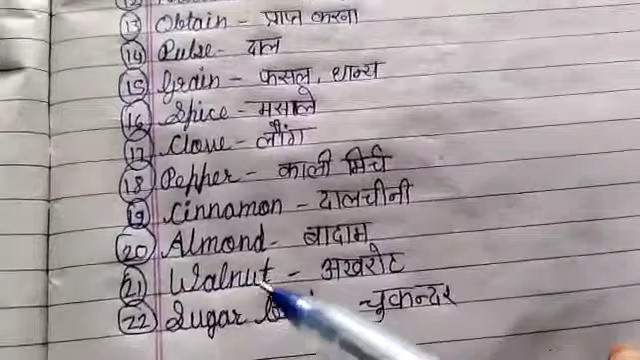 13 Obtain - प्राप्त करना
14 Pulse - दाल
15 Grain - फसल, धान्य
16 Spice - मसाले
17 Clove - लौंग
18 Pepper - काली मिर्च
19 Cinnamon - दालचीनी
20 Almond - बादाम
21 Walnut - अखरोट
22 Sugar चुकन्दर